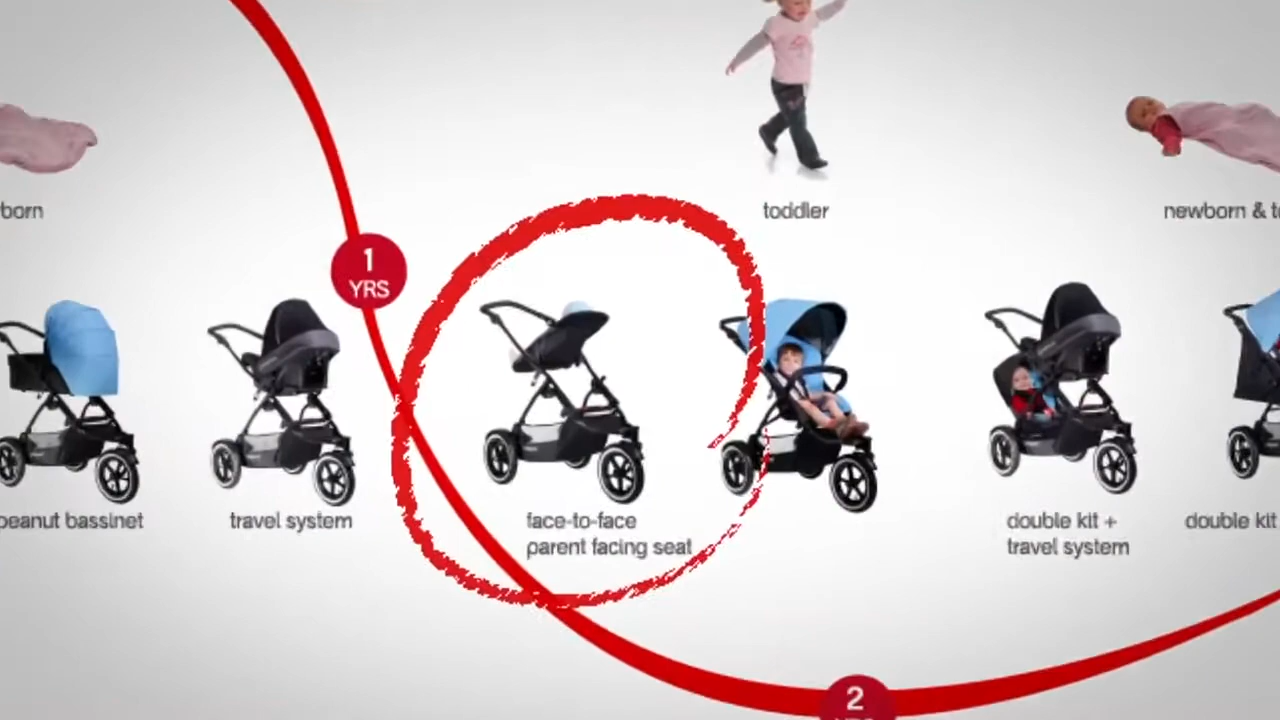 born
toddler
newborn & t
1
YRS
peanut bassinet
travel system
face-to-face
parent facing seat
double kit +
travel system
double kit
2